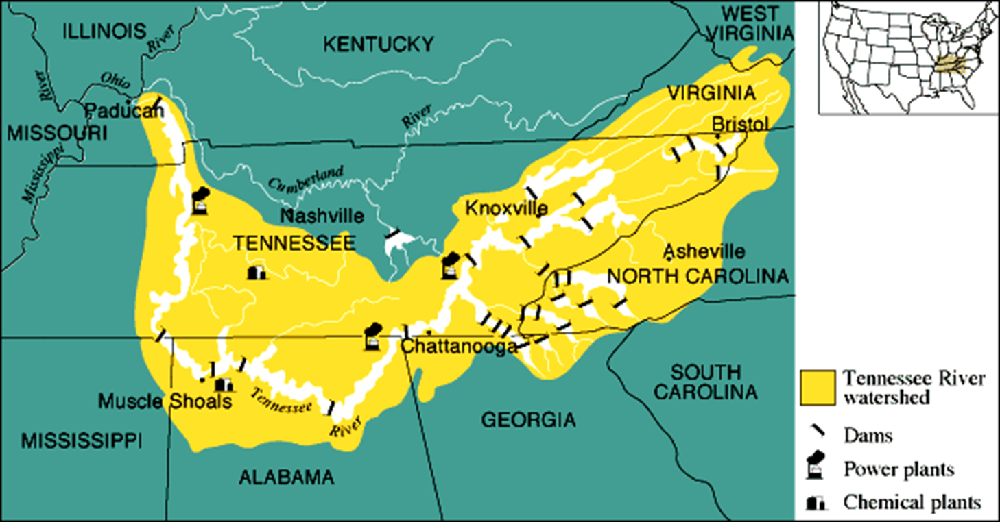 ILLINOIS
River
KENTUCKY
WEST
VIRGINIA
River
Ohio
Paducah
MISSOURI
Mississippi
VIRGINIA
Bristol
River
Cumberland
Nashville
TENNESSEE
Knoxville
Asheville
NORTH CAROLINA
Chattanooga
Muscle Shoals
Tennessee
River
MISSISSIPPI
ALABAMA
GEORGIA
SOUTH
CAROLINA
Tennessee River
watershed
Dams
Power plants
Chemical plants